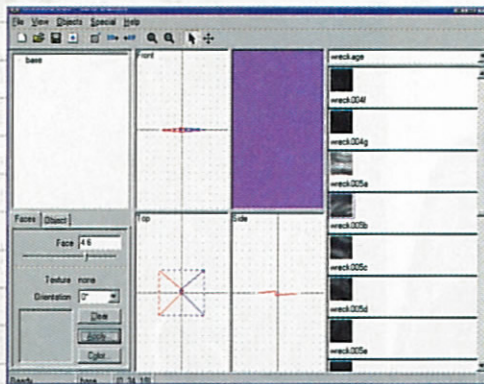 File View Objects Special Help
base
Front
Top
Side
Faces Object
Face 46
Texture none
Orientation 0°
Clear
Apply
Color...
wreckage
wreck004f
wreck004g
wreck005a
wreck005b
wreck005c
wreck005d
wreck005e
Ready base